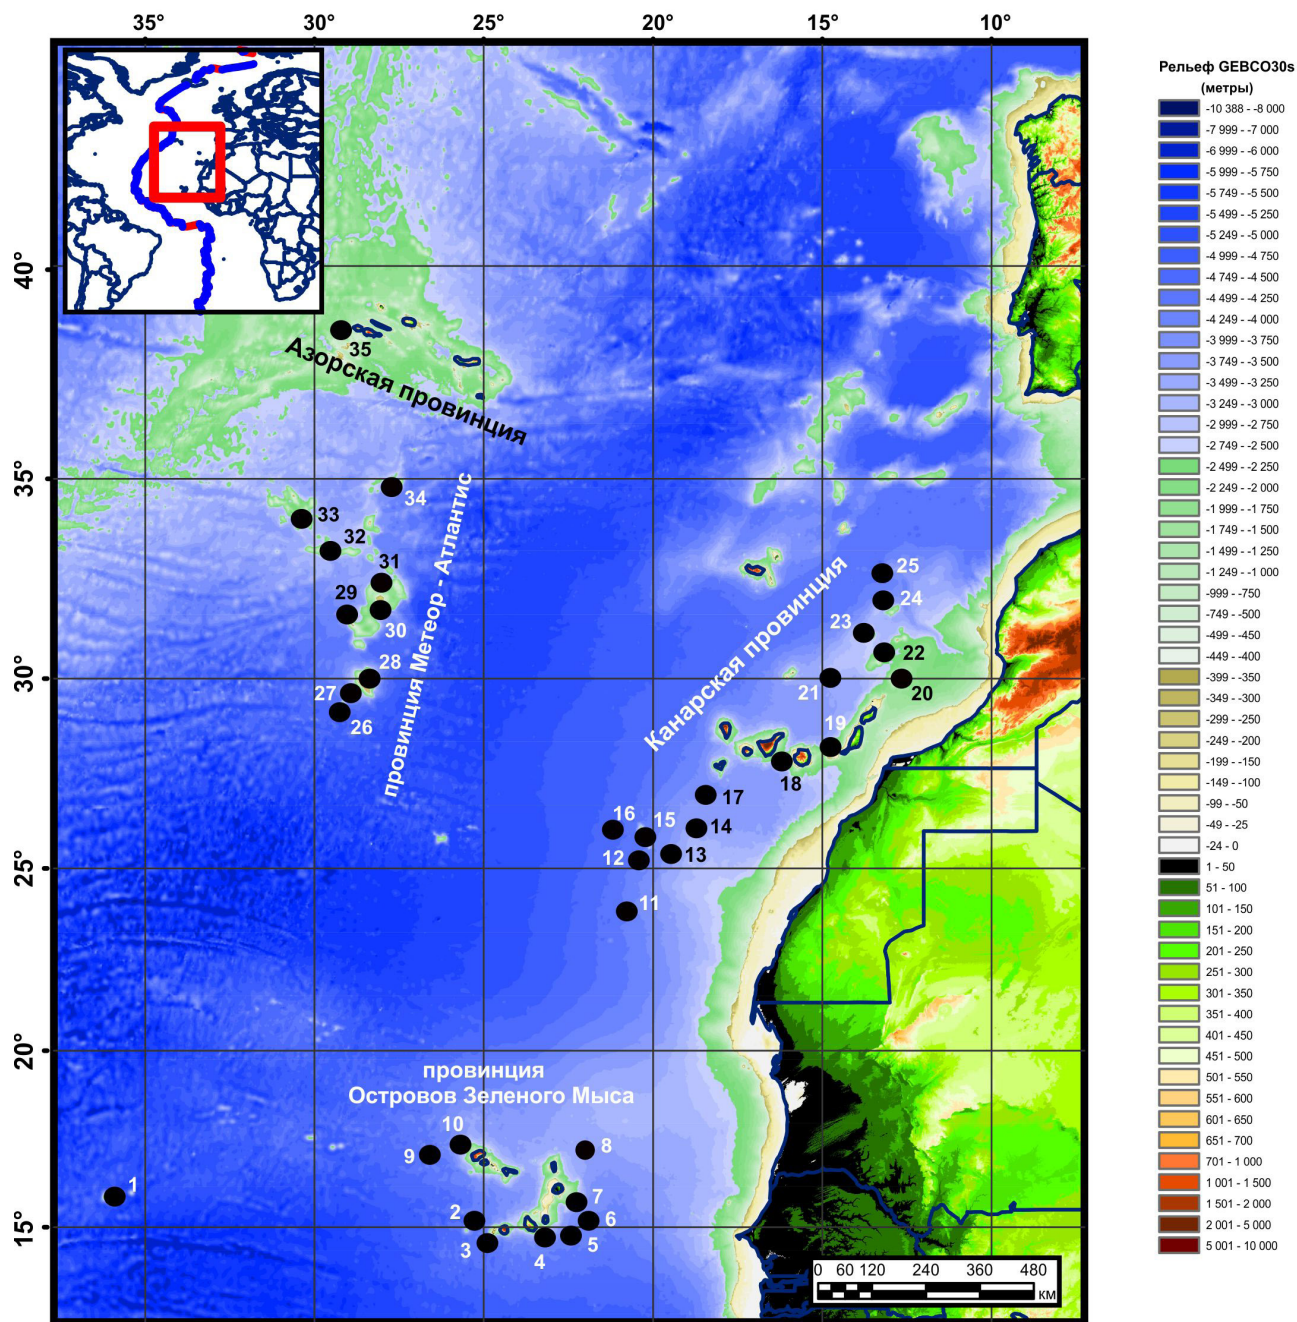 35° 30° 25° 20° 15° 10°
40°
35°
30°
25°
20°
15°
Рельеф GEBCO30s
(метры)
-10 388 - -8 000
-7 999 - -7 000
-6 999 - -6 000
-5 999 - -5 750
-5 749 - -5 500
-5 499 - -5 250
-5 249 - -5 000
-4 999 - -4 750
-4 749 - -4 500
-4 499 - -4 250
-4 249 - -4 000
-3 999 - -3 750
-3 749 - -3 500
-3 499 - -3 250
-3 249 - -3 000
-2 999 - -2 750
-2 749 - -2 500
-2 499 - -2 250
-2 249 - -2 000
-1 999 - -1 750
-1 749 - -1 500
-1 499 - -1 250
-1 249 - -1 000
-999 - -750
-749 - -500
-499 - -450
-449 - -400
-399 - -350
-349 - -300
-299 - -250
-249 - -200
-199 - -150
-149 - -100
-99 - -50
-49 - -25
-24 - 0
1 - 50
51 - 100
101 - 150
151 - 200
201 - 250
251 - 300
301 - 350
351 - 400
401 - 450
451 - 500
501 - 550
551 - 600
601 - 650
651 - 700
701 - 1 000
1 001 - 1 500
1 501 - 2 000
2 001 - 5 000
5 001 - 10 000
35
Азорская провинция
34
33
32
31
29
30
28
27
26
провинция Метеор - Атлантис
Канарская провинция
25
24
23
22
21
20
19
18
17
16
15
14
13
12
11
провинция
Островов Зеленого Мыса
10
9
8
7
6
5
4
3
2
1
0 60 120 240 360 480
км